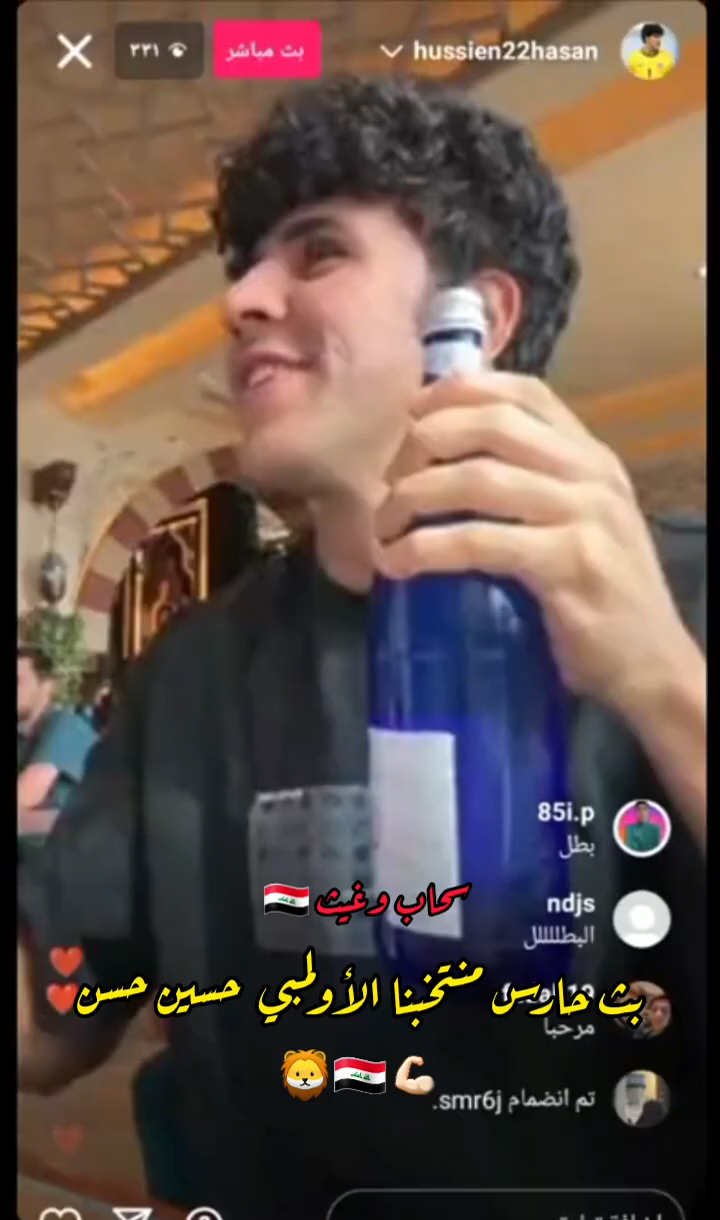 hussien22hasan
بث مباشر
٣٣١
85i.p
بطل
ndjs
البطلللللل
سحاب وغيث
بث حارس منتخبنا الأولمبي حسين حسن
مرحبا
تم انضمام smr6j.